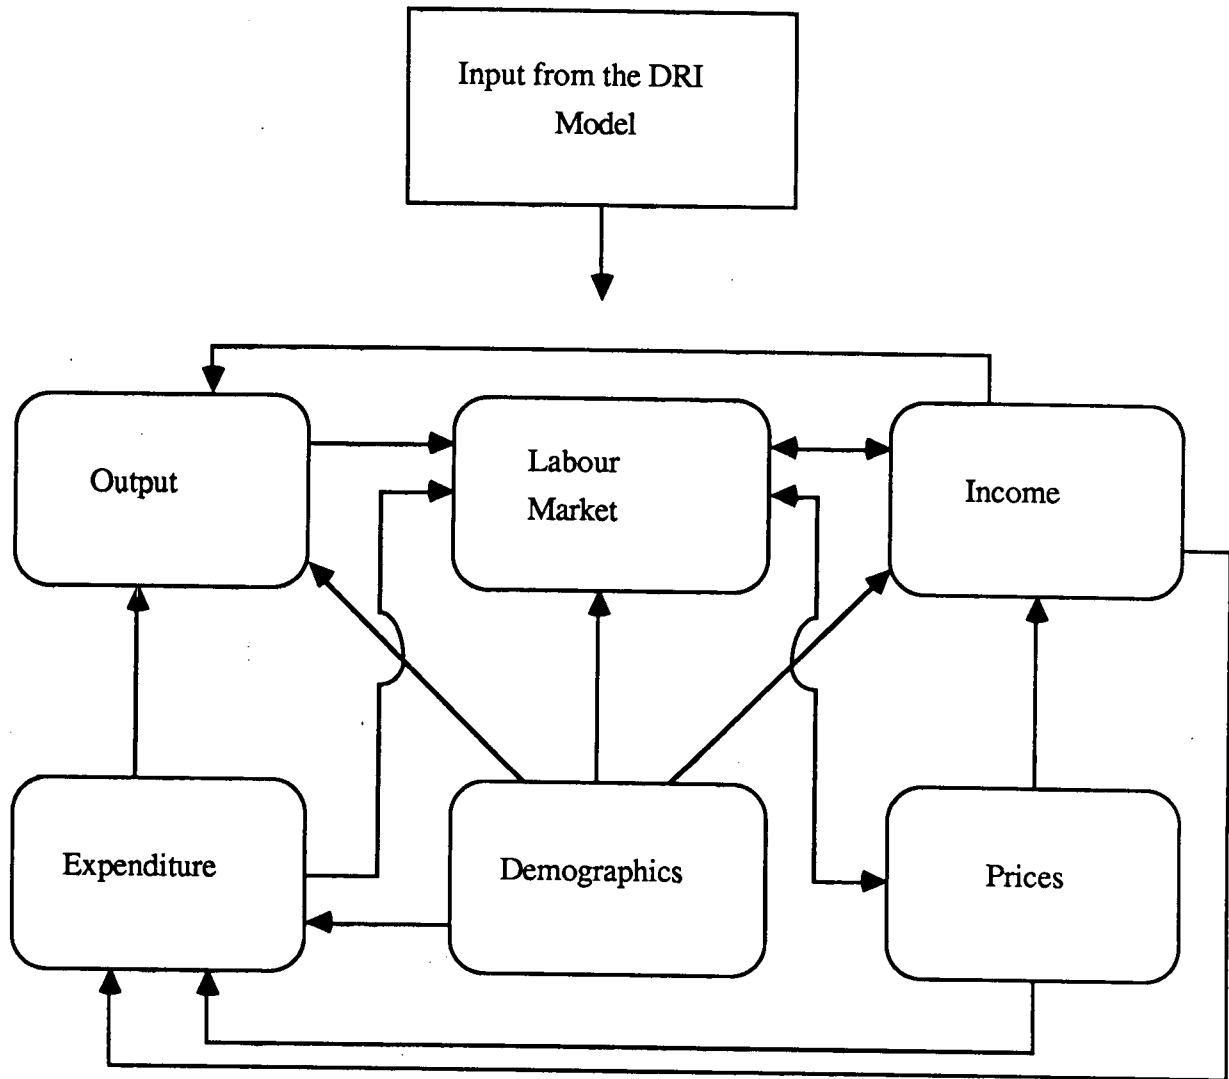 Input from the DRI
Model
Output
Labour
Market
Income
Expenditure
Demographics
Prices